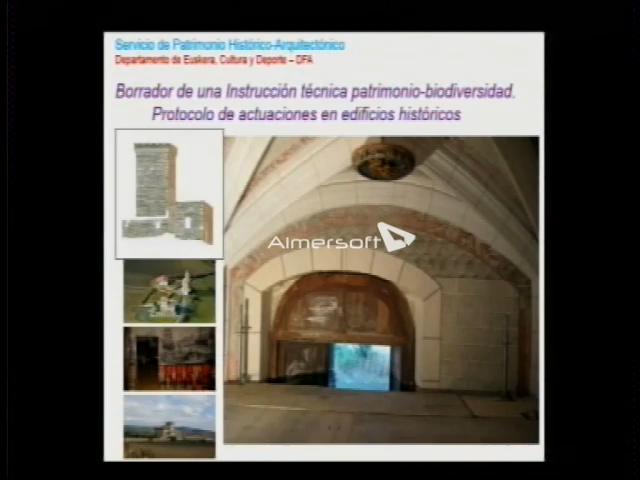 Servicio de Patrimonio Histórico-Arquitectónico
Departamento de Euskera, Cultura y Deporte – DFA
Borrador de una Instrucción técnica patrimonio-biodiversidad.
Protocolo de actuaciones en edificios históricos
Aimersoft